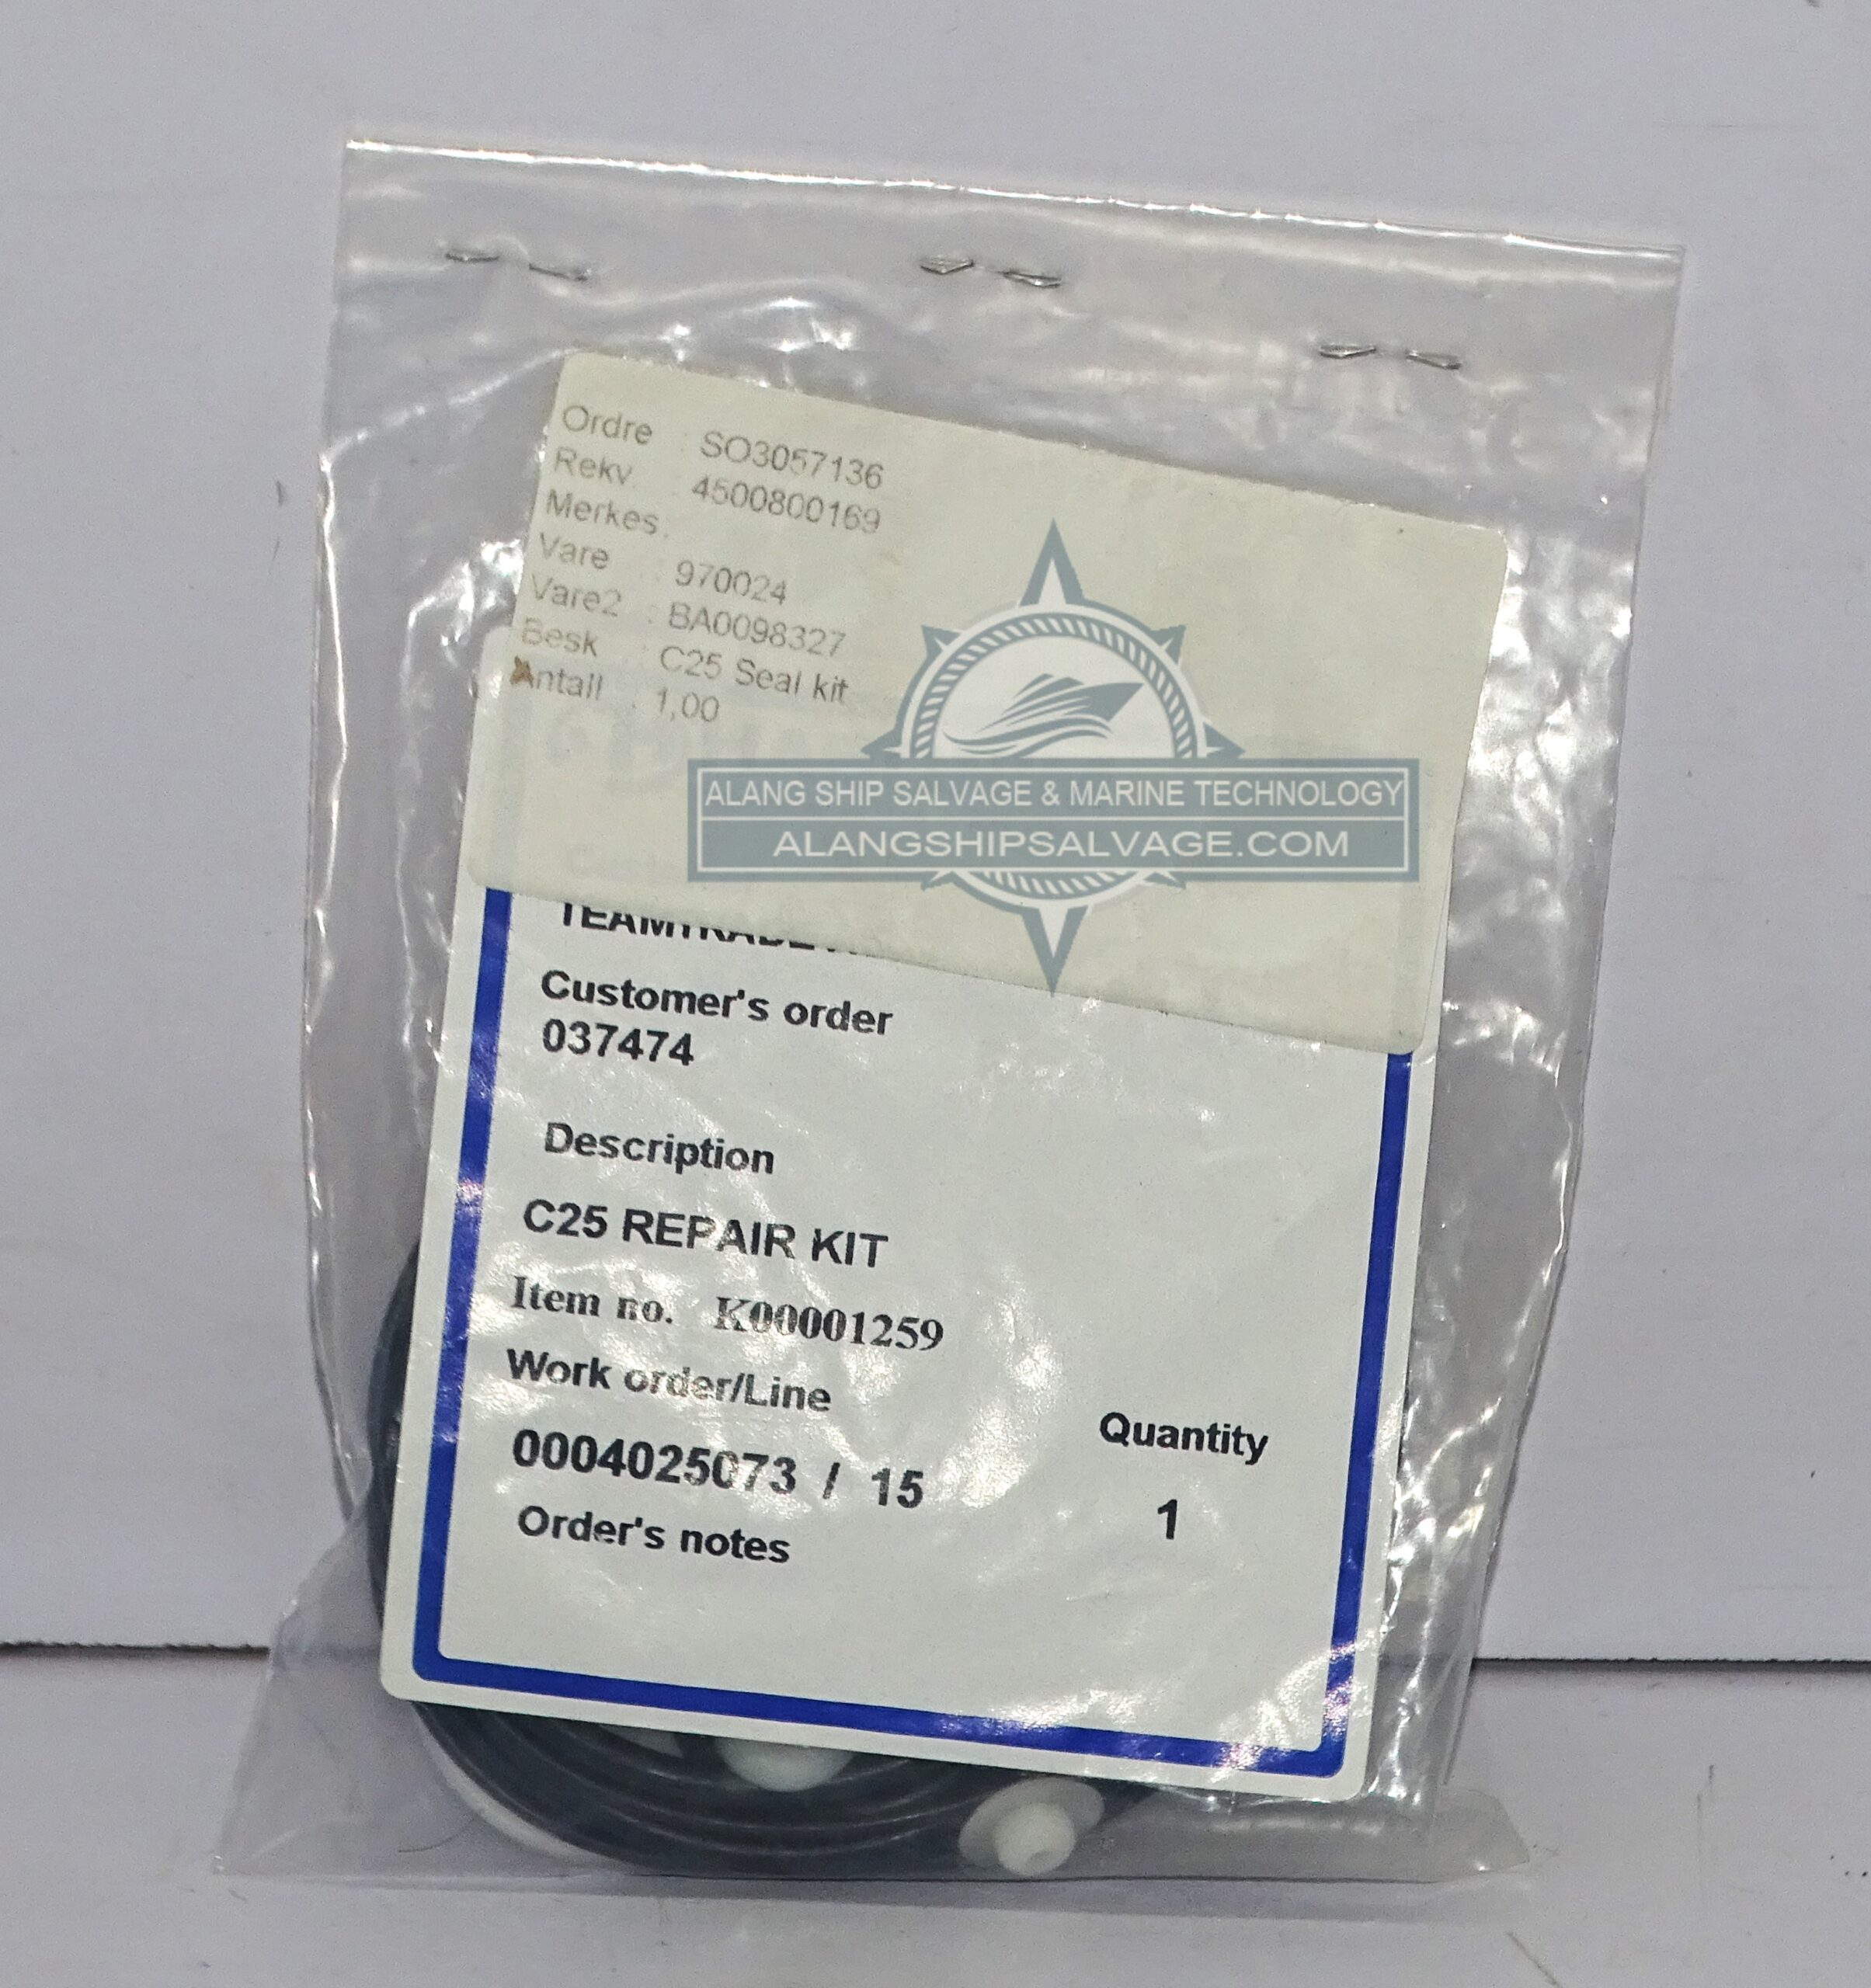 Ordre : SO3057136
Rekv. 4500800169
Merkes.
Vare : 970024
Vare2 : BA0098327
Besk : C25 Seal kit
Antall : 1,00
ALANG SHIP SALVAGE & MARINE TECHNOLOGY
ALANGSHIPSALVAGE.COM
Customer's order
037474
Description
C25 REPAIR KIT
Item no. K00001259
Work order/Line
Quantity
0004025073 / 15
1
Order's notes